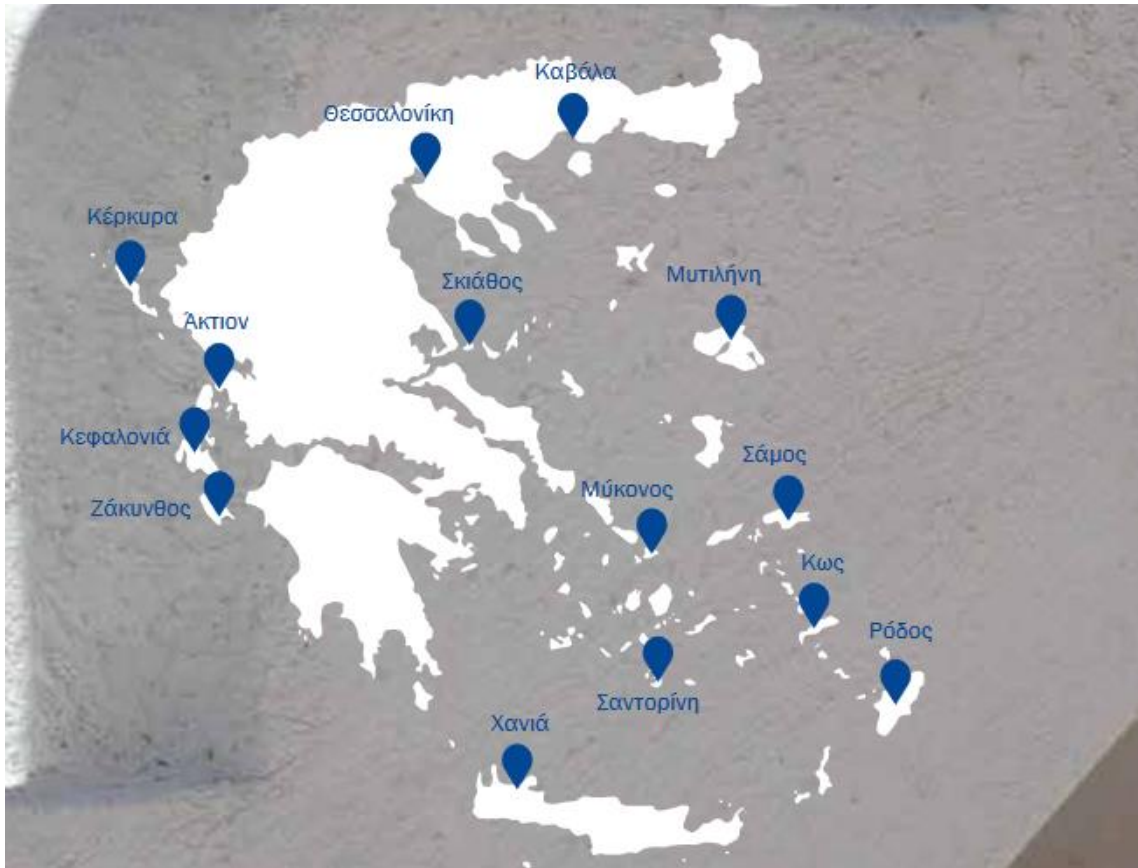 Καβάλα
Θεσσαλονίκη
Κέρκυρα
Σκιάθος
Μυτιλήνη
Άκτιον
Κεφαλονιά
Σάμος
Μύκονος
Ζάκυνθος
Κως
Ρόδος
Σαντορίνη
Χανιά